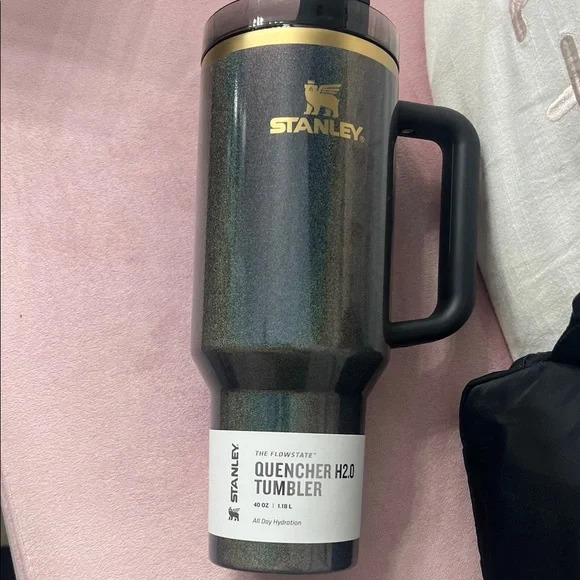 STANLEY®
STANLEY
THE FLOWSTATE™
QUENCHER H2.0
TUMBLER
40 OZ | 1.18 L
All Day Hydration